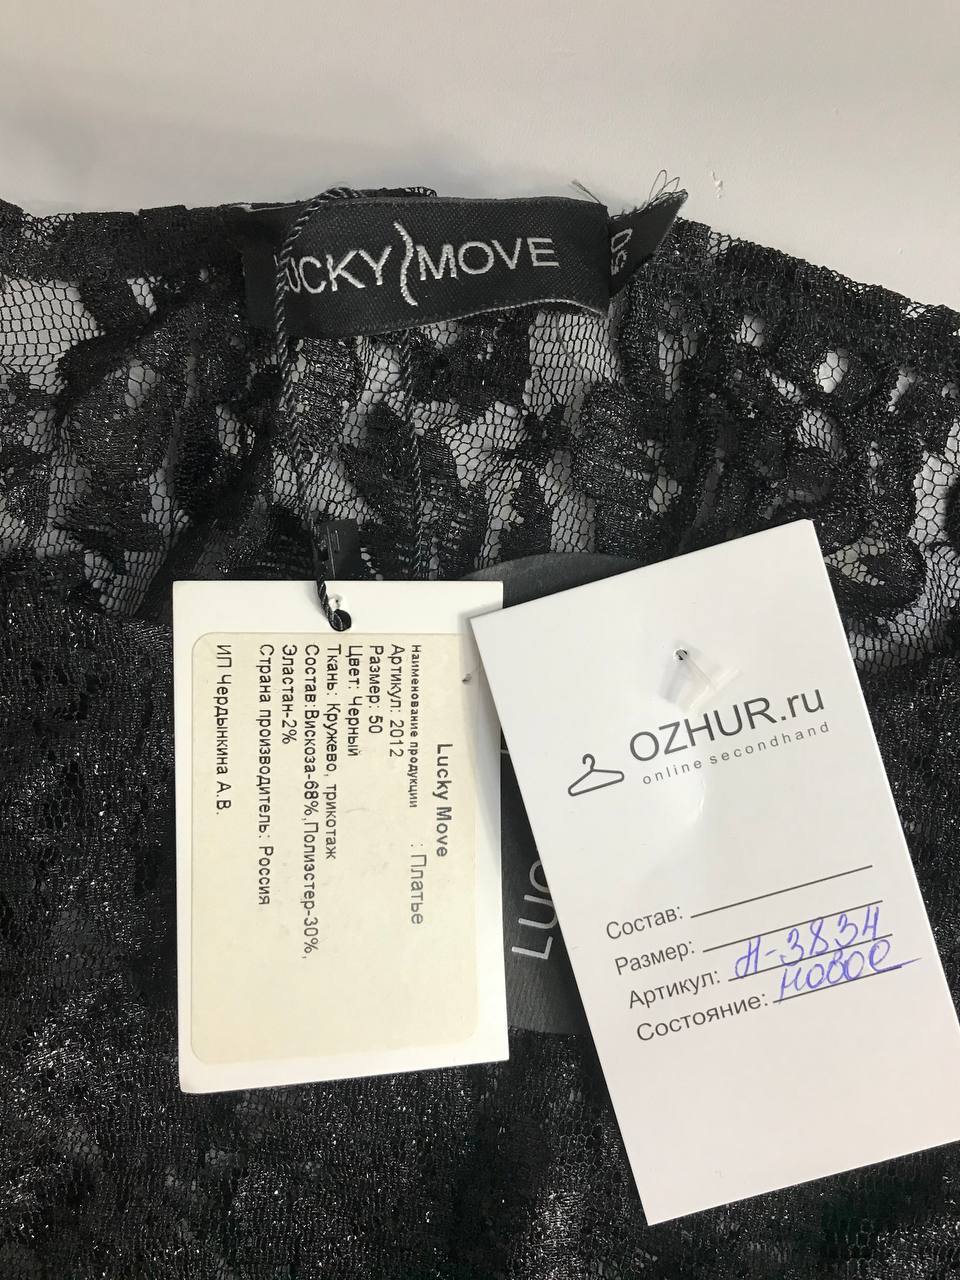 LUCKY MOVE
50
Lucky Move
Наименование продукции : Платье
Артикул: 2012
Размер: 50
Цвет: Черный
Ткань: Кружево, трикотаж
Состав:Вискоза-68%,Полиэстер-30%,
Эластан-2%
Страна производитель: Россия
ИП Чердынкина А.В.
OZHUR.ru
online secondhand
Состав:
Размер:
Артикул: Н-3834
Состояние: новое
Luc